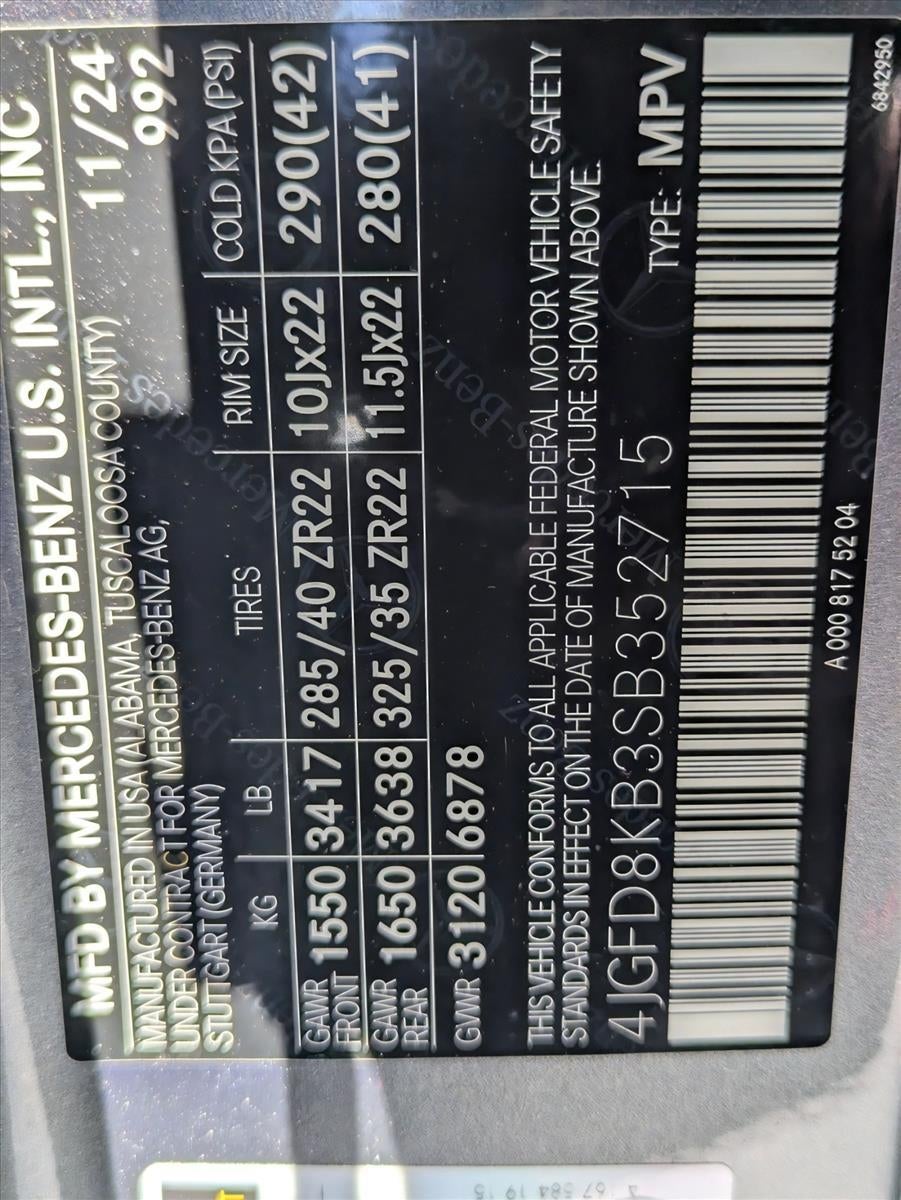 MFD BY MERCEDES-BENZ U.S. INTL., INC
MANUFACTURED IN USA (ALABAMA, TUSCALOOSA COUNTY) 11/24
UNDER CONTRACT FOR MERCEDES-BENZ AG, 992
STUTTGART (GERMANY)
KG LB TIRES RIM SIZE COLD KPA (PSI)
GAWR FRONT 1550 3417 285/40 ZR22 10Jx22 290(42)
GAWR REAR 1650 3638 325/35 ZR22 11.5Jx22 280(41)
GWR 3120 6878
THIS VEHICLE CONFORMS TO ALL APPLICABLE FEDERAL MOTOR VEHICLE SAFETY
STANDARDS IN EFFECT ON THE DATE OF MANUFACTURE SHOWN ABOVE.
4JGFD8KB3SB352715 TYPE: MPV
A 000 817 52 04
6842950